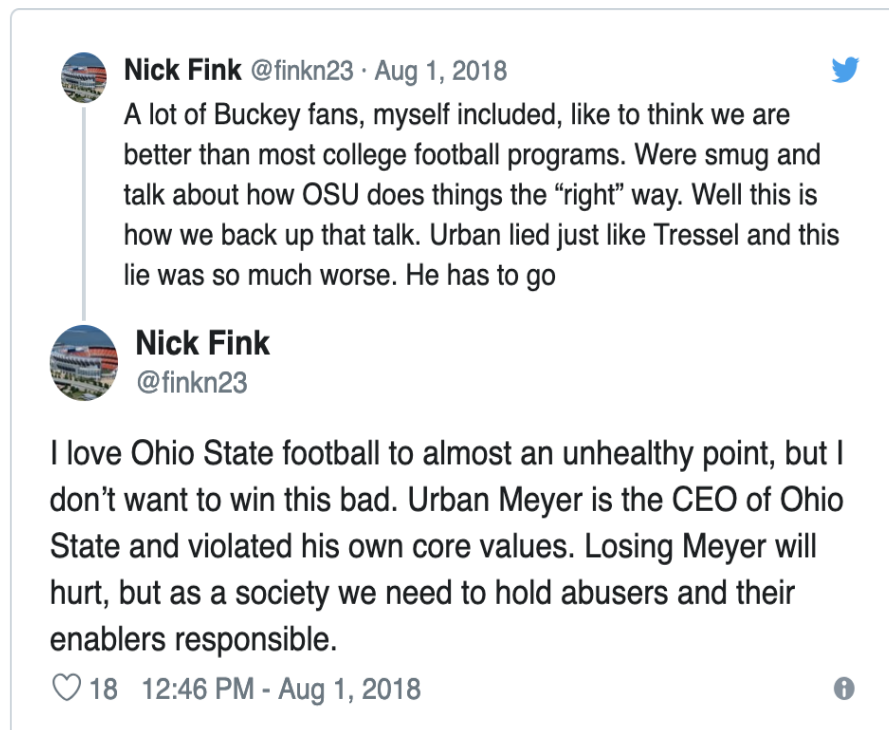 Nick Fink @finkn23 · Aug 1, 2018
A lot of Buckey fans, myself included, like to think we are
better than most college football programs. Were smug and
talk about how OSU does things the “right” way. Well this is
how we back up that talk. Urban lied just like Tressel and this
lie was so much worse. He has to go
Nick Fink
@finkn23
I love Ohio State football to almost an unhealthy point, but I
don’t want to win this bad. Urban Meyer is the CEO of Ohio
State and violated his own core values. Losing Meyer will
hurt, but as a society we need to hold abusers and their
enablers responsible.
18 12:46 PM - Aug 1, 2018